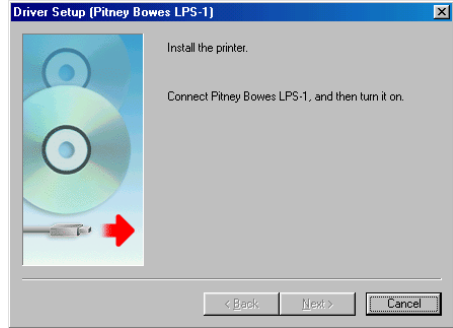 Driver Setup (Pitney Bowes LPS-1)
Install the printer.
Connect Pitney Bowes LPS-1, and then turn it on.
< Back
Next >
Cancel